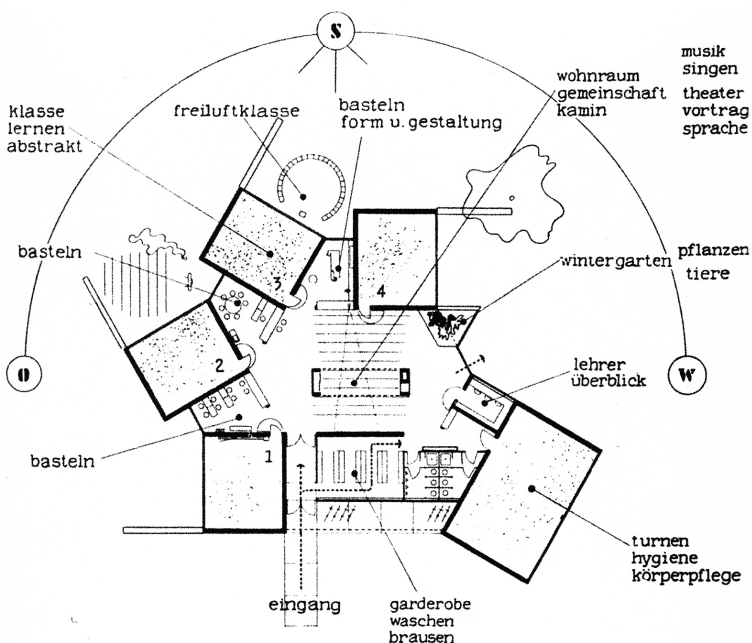 S
musik
singen
theater
vortrag
sprache
wohnraum
gemeinschaft
kamin
basteln
form u. gestaltung
freiluftklasse
klasse
lernen
abstrakt
basteln
3
4
wintergarten
pflanzen
tiere
O
2
W
lehrer
überblick
basteln
1
turnen
hygiene
körperpflege
eingang
garderobe
waschen
brausen